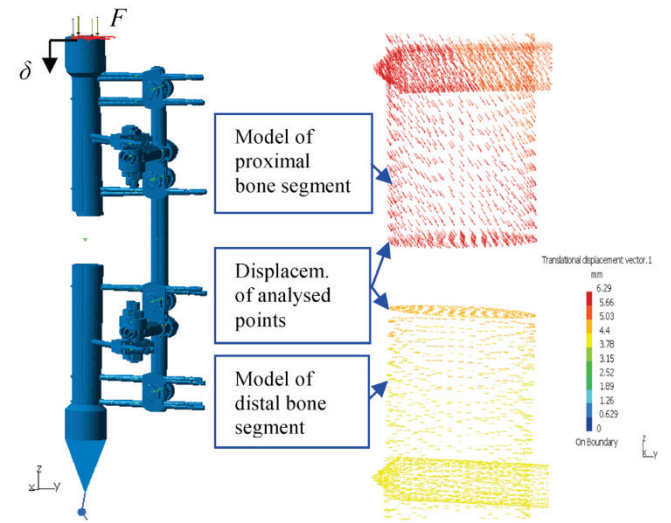 F
δ
Model of
proximal
bone segment
Displacem.
of analysed
points
Model of
distal bone
segment
Translational displacement vector.1
mm
6.29
5.66
5.03
4.4
3.78
3.15
2.52
1.89
1.26
0.629
0
On Boundary
z
x y
z
x y